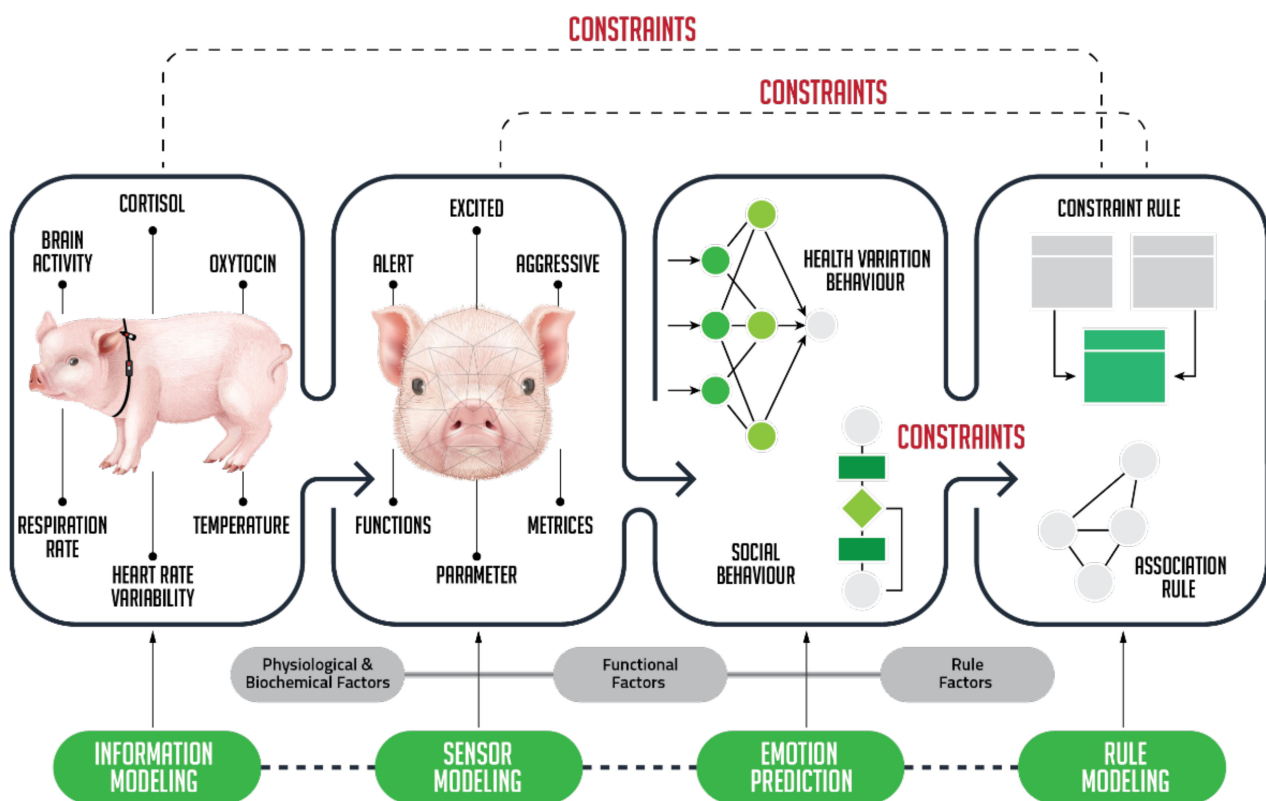 CONSTRAINTS
CONSTRAINTS
CORTISOL
BRAIN
ACTIVITY
OXYTOCIN
RESPIRATION
RATE
TEMPERATURE
HEART RATE
VARIABILITY
EXCITED
ALERT
AGGRESSIVE
FUNCTIONS
METRICES
PARAMETER
HEALTH VARIATION
BEHAVIOUR
CONSTRAINTS
SOCIAL
BEHAVIOUR
CONSTRAINT RULE
ASSOCIATION
RULE
Physiological &
Biochemical Factors
Functional
Factors
Rule
Factors
INFORMATION
MODELING
SENSOR
MODELING
EMOTION
PREDICTION
RULE
MODELING